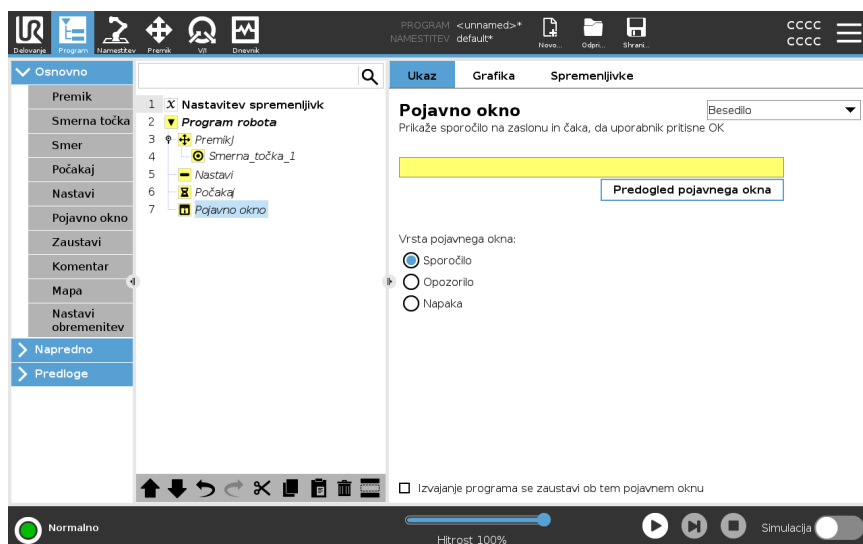 UR
Delovanje
Program
Namestitev
Premik
V/I
Dnevnik
PROGRAM <unnamed>*
NAMESTITEV default*
Novo...
Odpri...
Shrani...
cccc
cccc
Osnovno
Premik
Smerna točka
Smer
Počakaj
Nastavi
Pojavno okno
Zaustavi
Komentar
Mapa
Nastavi
obremenitev
Napredno
Predloge
1 X Nastavitev spremenljivk
2 Program robota
3 PremikJ
4 Smerna_točka_1
5 Nastavi
6 Počakaj
7 Pojavno okno
Ukaz Grafika Spremenljivke
Pojavno okno
Besedilo
Prikaže sporočilo na zaslonu in čaka, da uporabnik pritisne OK
Predogled pojavnega okna
Vrsta pojavnega okna:
Sporočilo
Opozorilo
Napaka
Izvajanje programa se zaustavi ob tem pojavnem oknu
Normalno
Hitrost 100%
Simulacija